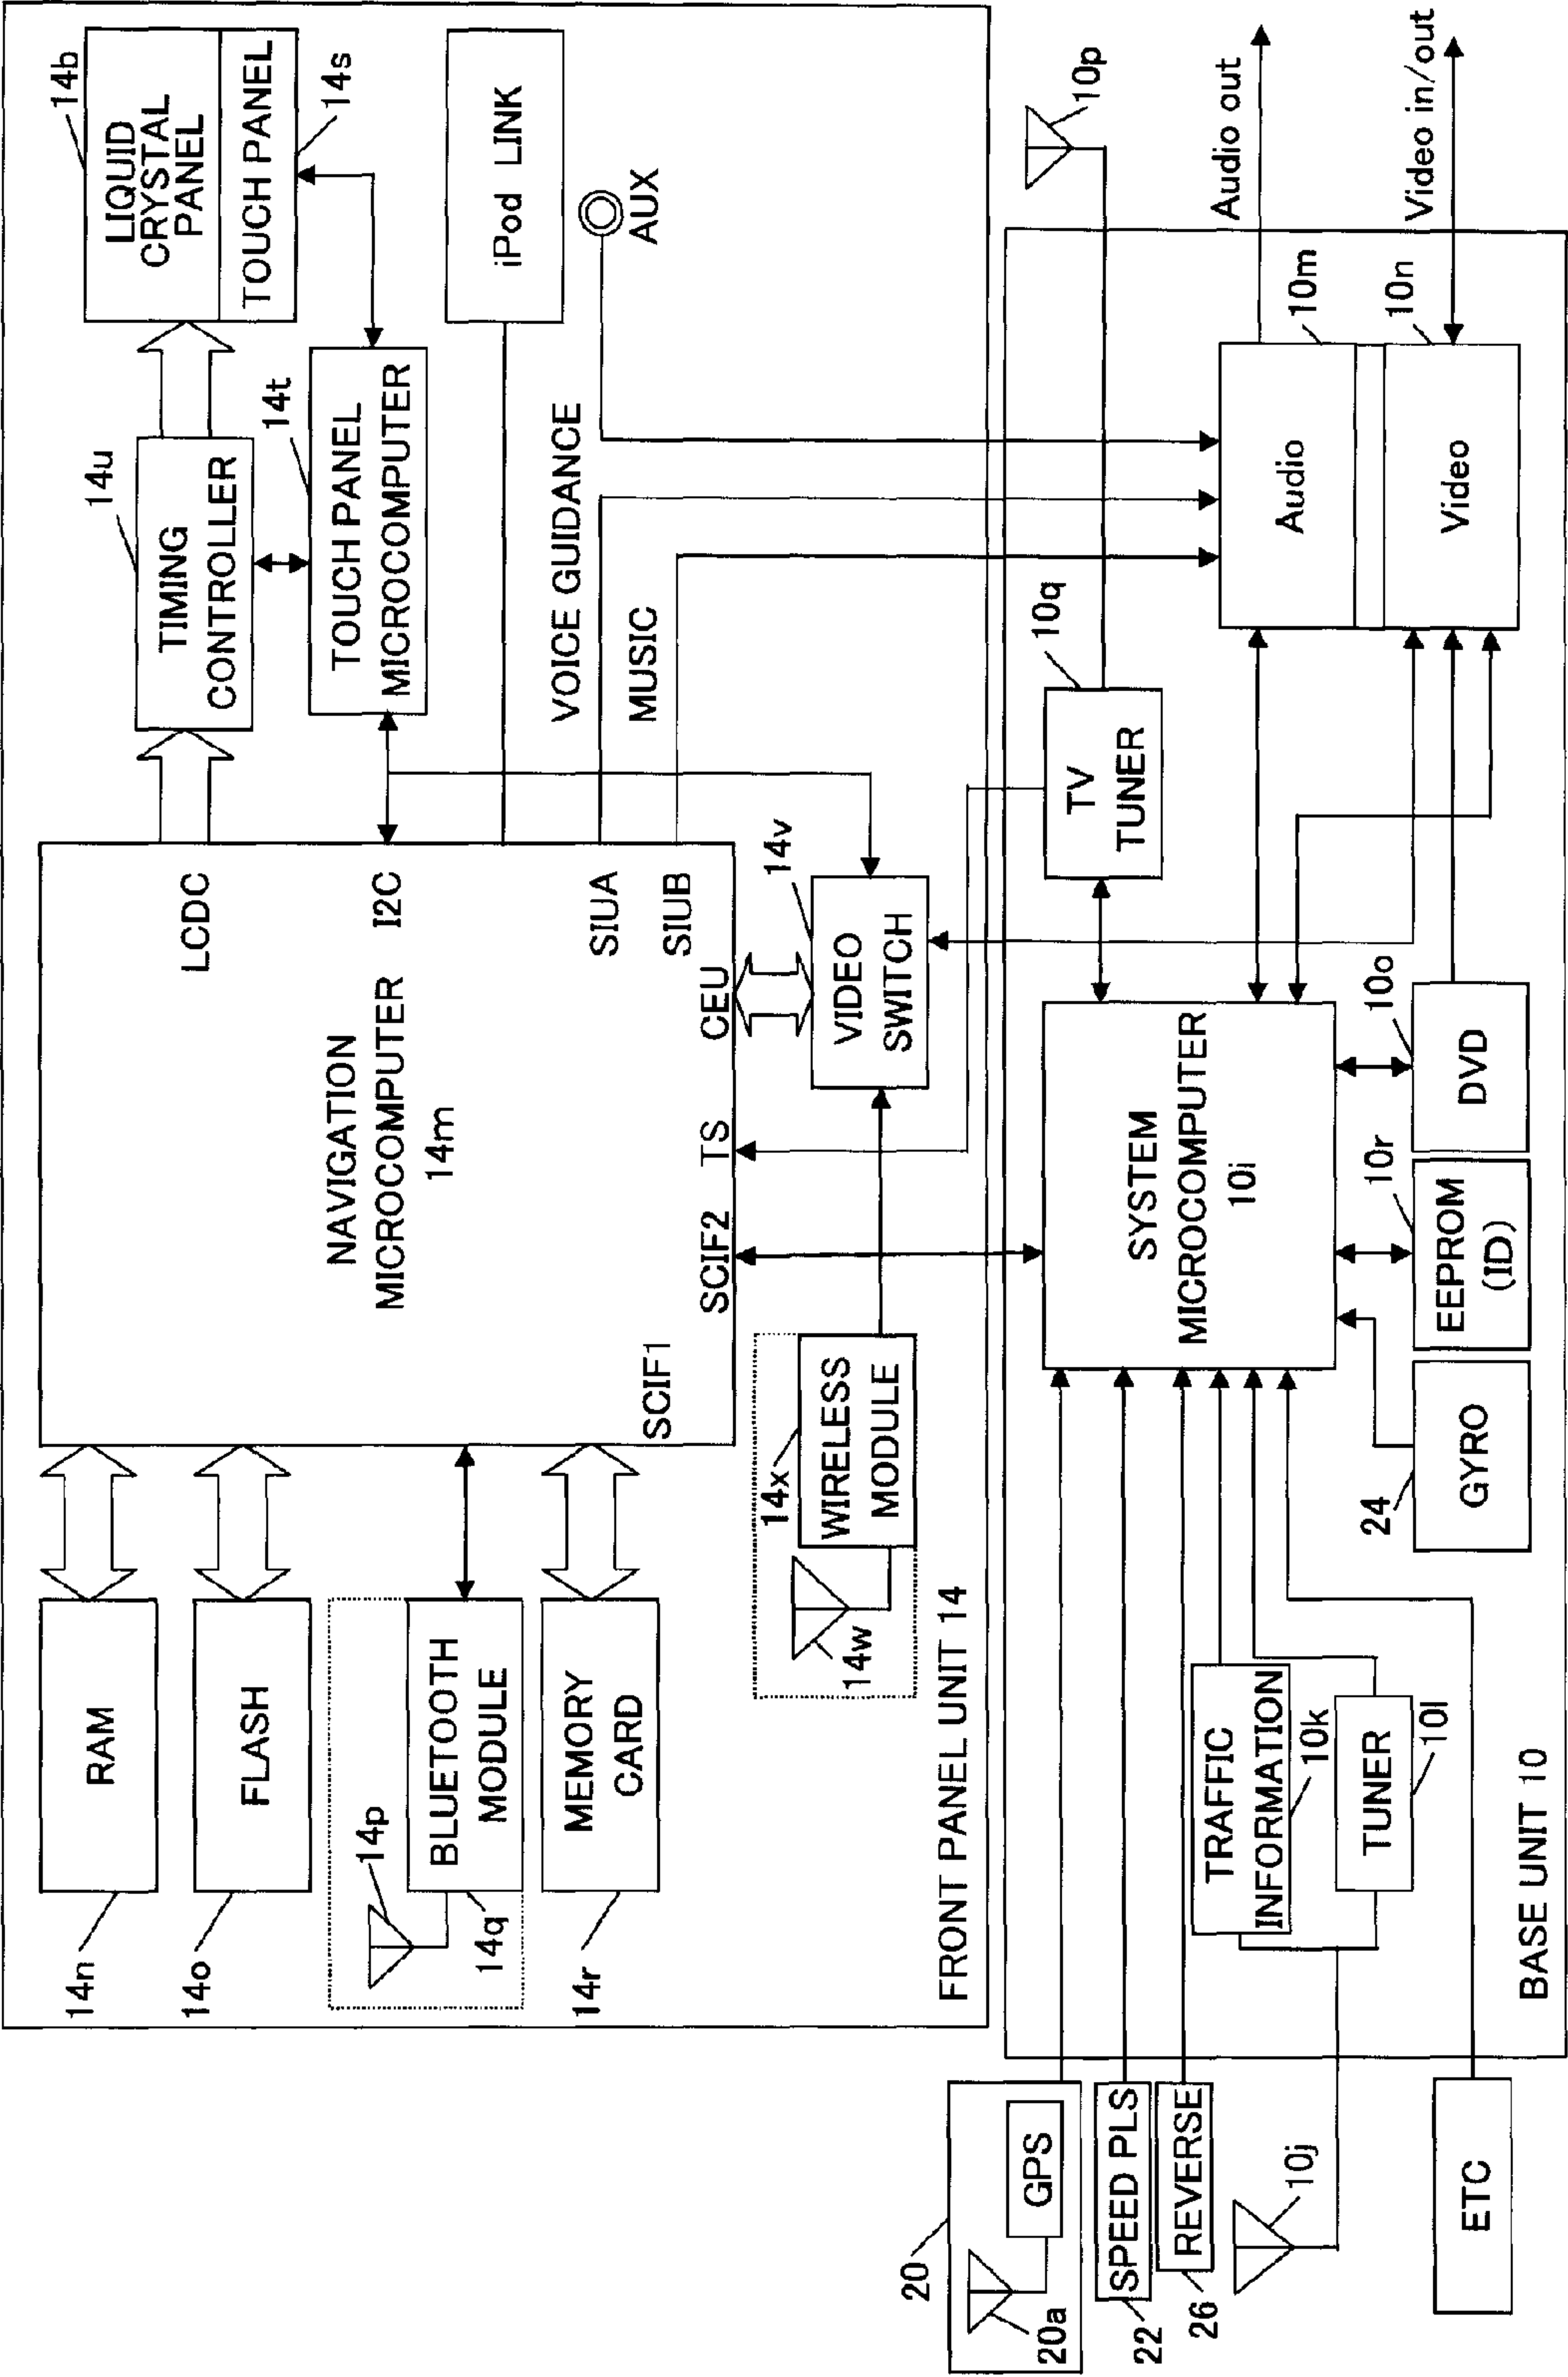 14n
RAM
14o
FLASH
14p
BLUETOOTH
MODULE
14q
14r
MEMORY
CARD
NAVIGATION
MICROCOMPUTER
14m
LCDC
I2C
SIUA
SIUB
CEU
TS
SCIF2
SCIF1
14u
TIMING
CONTROLLER
14b
LIQUID
CRYSTAL
PANEL
TOUCH PANEL
14s
14t
TOUCH PANEL
MICROCOMPUTER
iPod LINK
AUX
VOICE GUIDANCE
MUSIC
14v
VIDEO
SWITCH
14x
WIRELESS
MODULE
14w
FRONT PANEL UNIT 14
10p
10q
TV
TUNER
Audio out
Video in/out
10m
10n
Audio
Video
SYSTEM
MICROCOMPUTER
10i
10o
DVD
10r
EEPROM
(ID)
24
GYRO
TRAFFIC
INFORMATION
10k
TUNER
10l
BASE UNIT 10
20
GPS
20a
SPEED PLS
22
REVERSE
26
10j
ETC